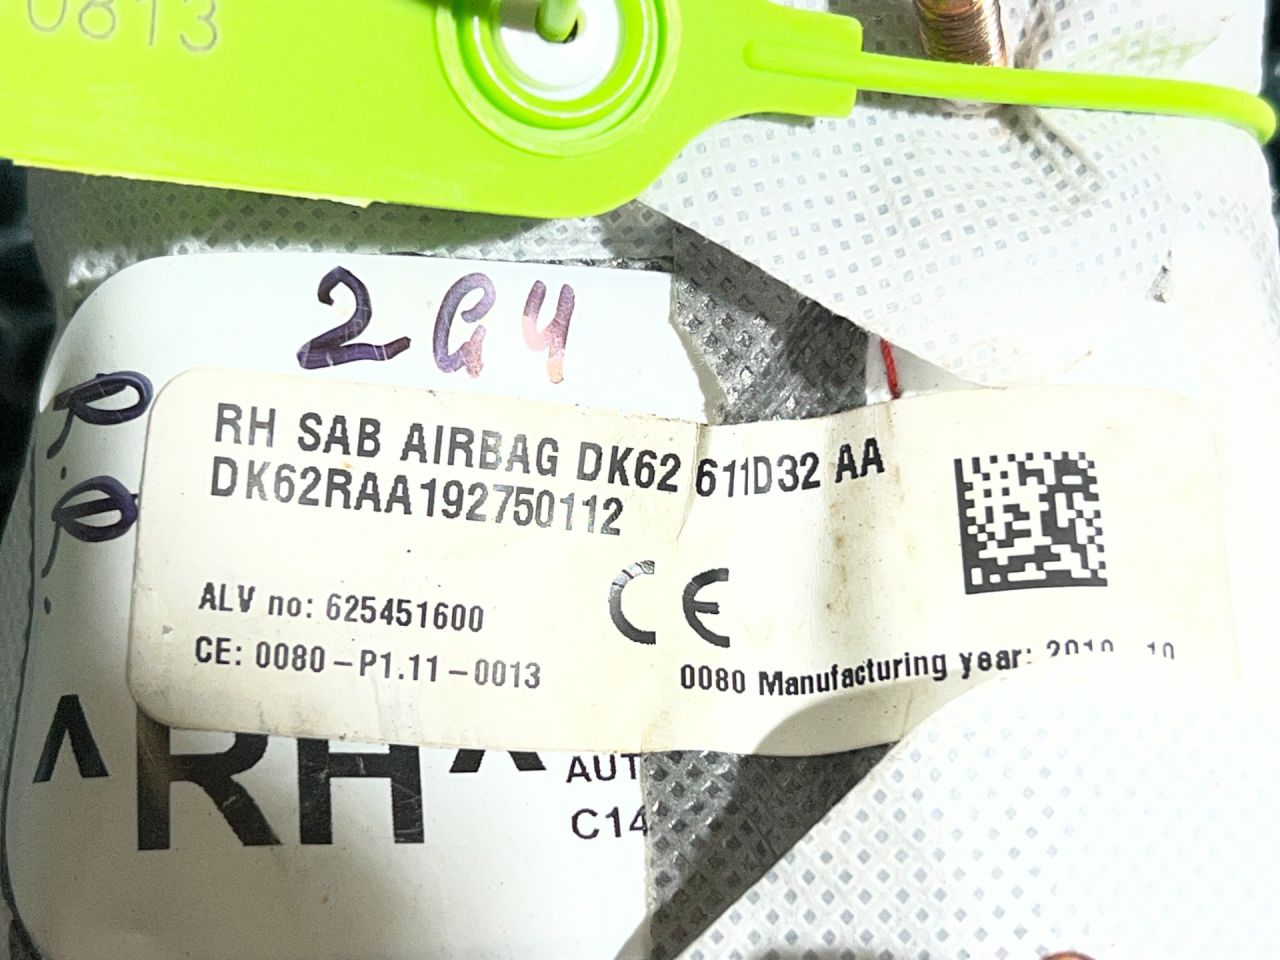 0813
2G4
RH SAB AIRBAG DK62 611D32 AA
DK62RAA192750112
ALV no: 625451600
CE
CE: 0080-P1.11-0013
0080 Manufacturing year:
RH
AUT
C14